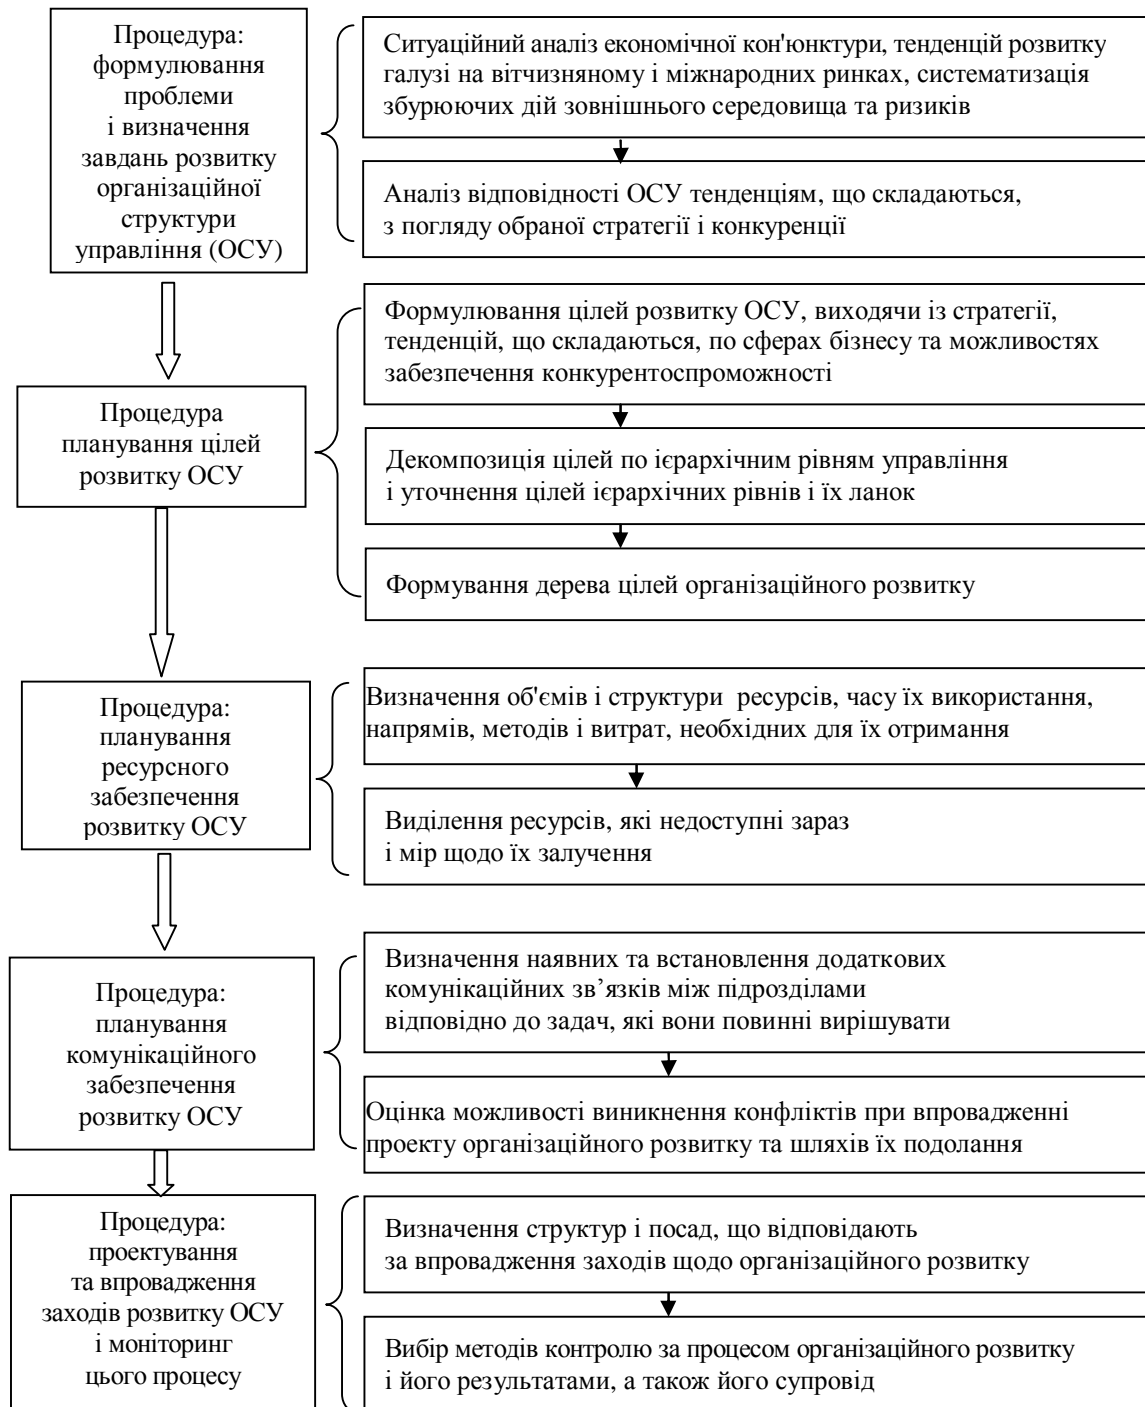 Процедура:
формулювання
проблеми
і визначення
завдань розвитку
організаційної
структури
управління (ОСУ)
Ситуаційний аналіз економічної кон'юнктури, тенденцій розвитку
галузі на вітчизняному і міжнародних ринках, систематизація
збурюючих дій зовнішнього середовища та ризиків
Аналіз відповідності ОСУ тенденціям, що складаються,
з погляду обраної стратегії і конкуренції
Процедура
планування цілей
розвитку ОСУ
Формулювання цілей розвитку ОСУ, виходячи із стратегії,
тенденцій, що складаються, по сферах бізнесу та можливостях
забезпечення конкурентоспроможності
Декомпозиція цілей по ієрархічним рівням управління
і уточнення цілей ієрархічних рівнів і їх ланок
Формування дерева цілей організаційного розвитку
Процедура:
планування
ресурсного
забезпечення
розвитку ОСУ
Визначення об'ємів і структури ресурсів, часу їх використання,
напрямів, методів і витрат, необхідних для їх отримання
Виділення ресурсів, які недоступні зараз
і мір щодо їх залучення
Процедура:
планування
комунікаційного
забезпечення
розвитку ОСУ
Визначення наявних та встановлення додаткових
комунікаційних зв’язків між підрозділами
відповідно до задач, які вони повинні вирішувати
Оцінка можливості виникнення конфліктів при впровадженні
проекту організаційного розвитку та шляхів їх подолання
Процедура:
проектування
та впровадження
заходів розвитку ОСУ
і моніторинг
цього процесу
Визначення структур і посад, що відповідають
за впровадження заходів щодо організаційного розвитку
Вибір методів контролю за процесом організаційного розвитку
і його результатами, а також його супровід